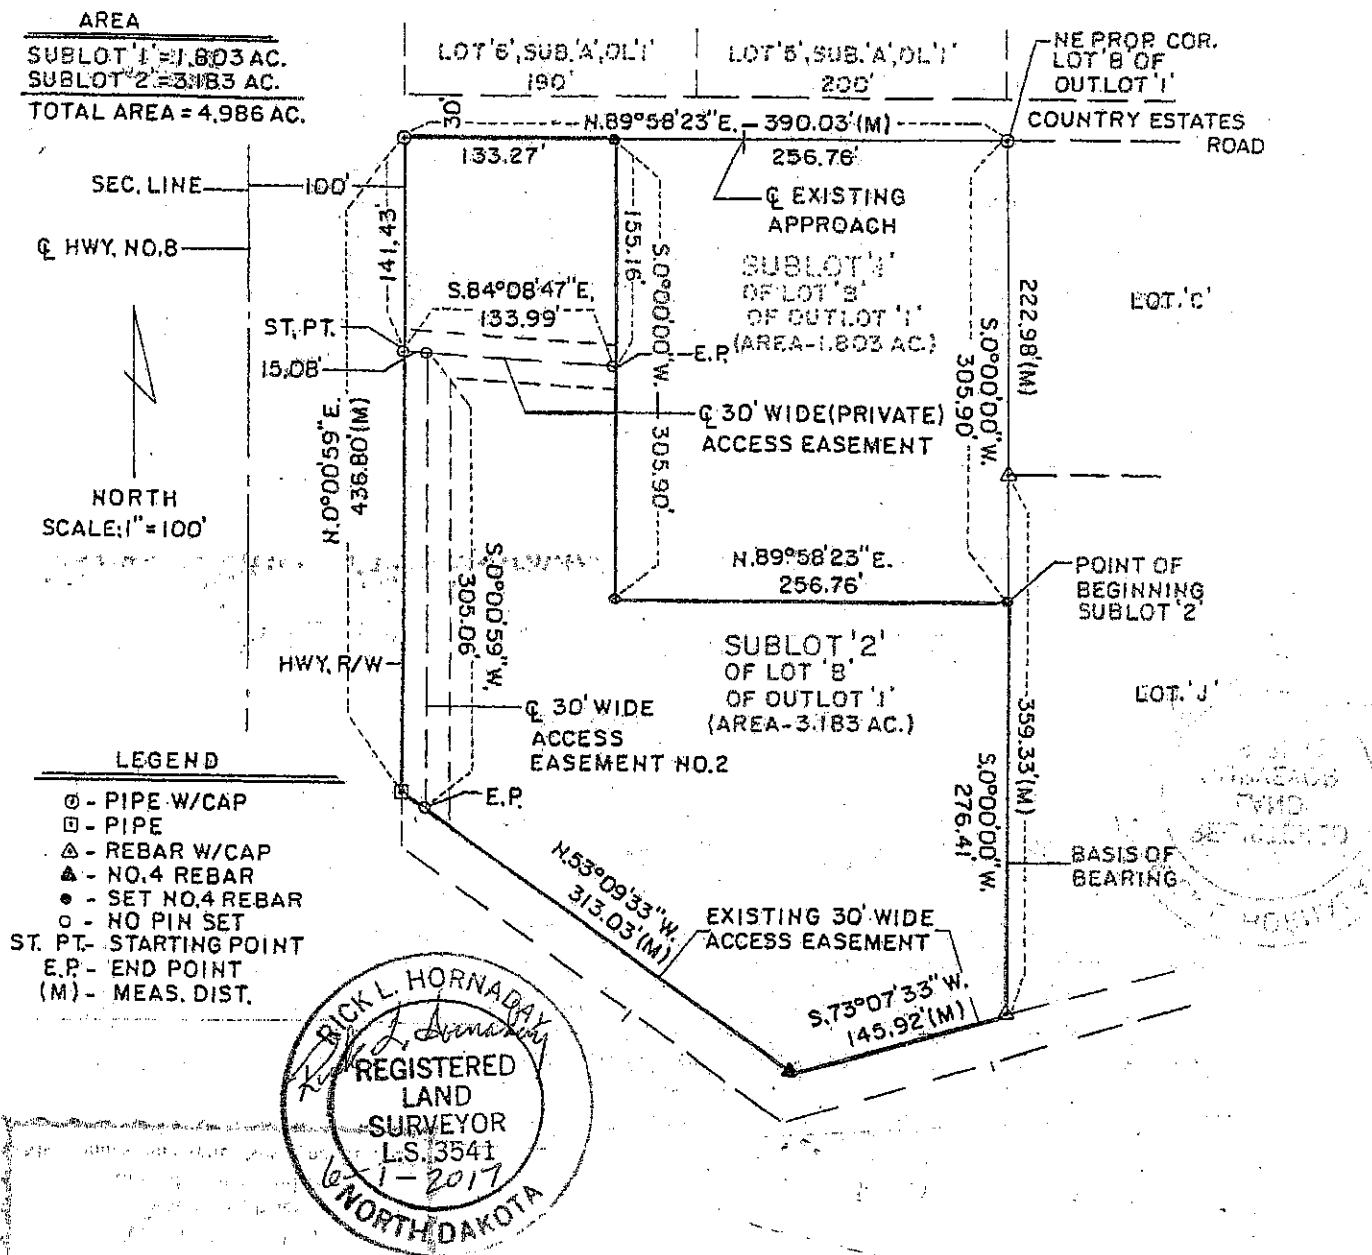 AREA
SUBLOT '1' = 1.803 AC.
SUBLOT '2' = 3.183 AC.
TOTAL AREA = 4.986 AC.
LOT '6', SUB. 'A', OL '1'
190'
LOT '5', SUB. 'A', OL '1'
200'
NE PROP. COR.
LOT 'B' OF
OUTLOT '1'
COUNTRY ESTATES
ROAD
30'
N.89°58'23"E. - 390.03'(M)
133.27'
256.76'
SEC. LINE
100'
℄ HWY. NO.8
℄ EXISTING
APPROACH
141.43'
155.16'
S.0°00'00"W.
305.90'
S.84°08'47"E.
133.99'
SUBLOT '1'
OF LOT 'B'
OF OUTLOT '1'
(AREA-1.803 AC.)
222.98'(M)
S.0°00'00"W.
305.90'
LOT 'C'
ST. PT.
15.08'
E.P.
℄ 30' WIDE (PRIVATE)
ACCESS EASEMENT
N.0°00'59"E.
436.80'(M)
NORTH
SCALE: 1" = 100'
S.0°00'59"W.
305.06'
N.89°58'23"E.
256.76'
POINT OF
BEGINNING
SUBLOT '2'
HWY. R/W
SUBLOT '2'
OF LOT 'B'
OF OUTLOT '1'
(AREA-3.183 AC.)
LOT 'J'
359.33'(M)
S.0°00'00"W.
276.41'
℄ 30' WIDE
ACCESS
EASEMENT NO.2
E.P.
LEGEND
- PIPE W/CAP
- PIPE
- REBAR W/CAP
- NO.4 REBAR
- SET NO.4 REBAR
- NO PIN SET
ST. PT. - STARTING POINT
E.P. - END POINT
(M) - MEAS. DIST.
N.53°09'33"W.
313.03'(M)
EXISTING 30' WIDE
ACCESS EASEMENT
BASIS OF
BEARING
S.73°07'33"W.
145.92'(M)
RICK L. HORNADAY
REGISTERED
LAND
SURVEYOR
L.S. 3541
6-1-2017
NORTH DAKOTA